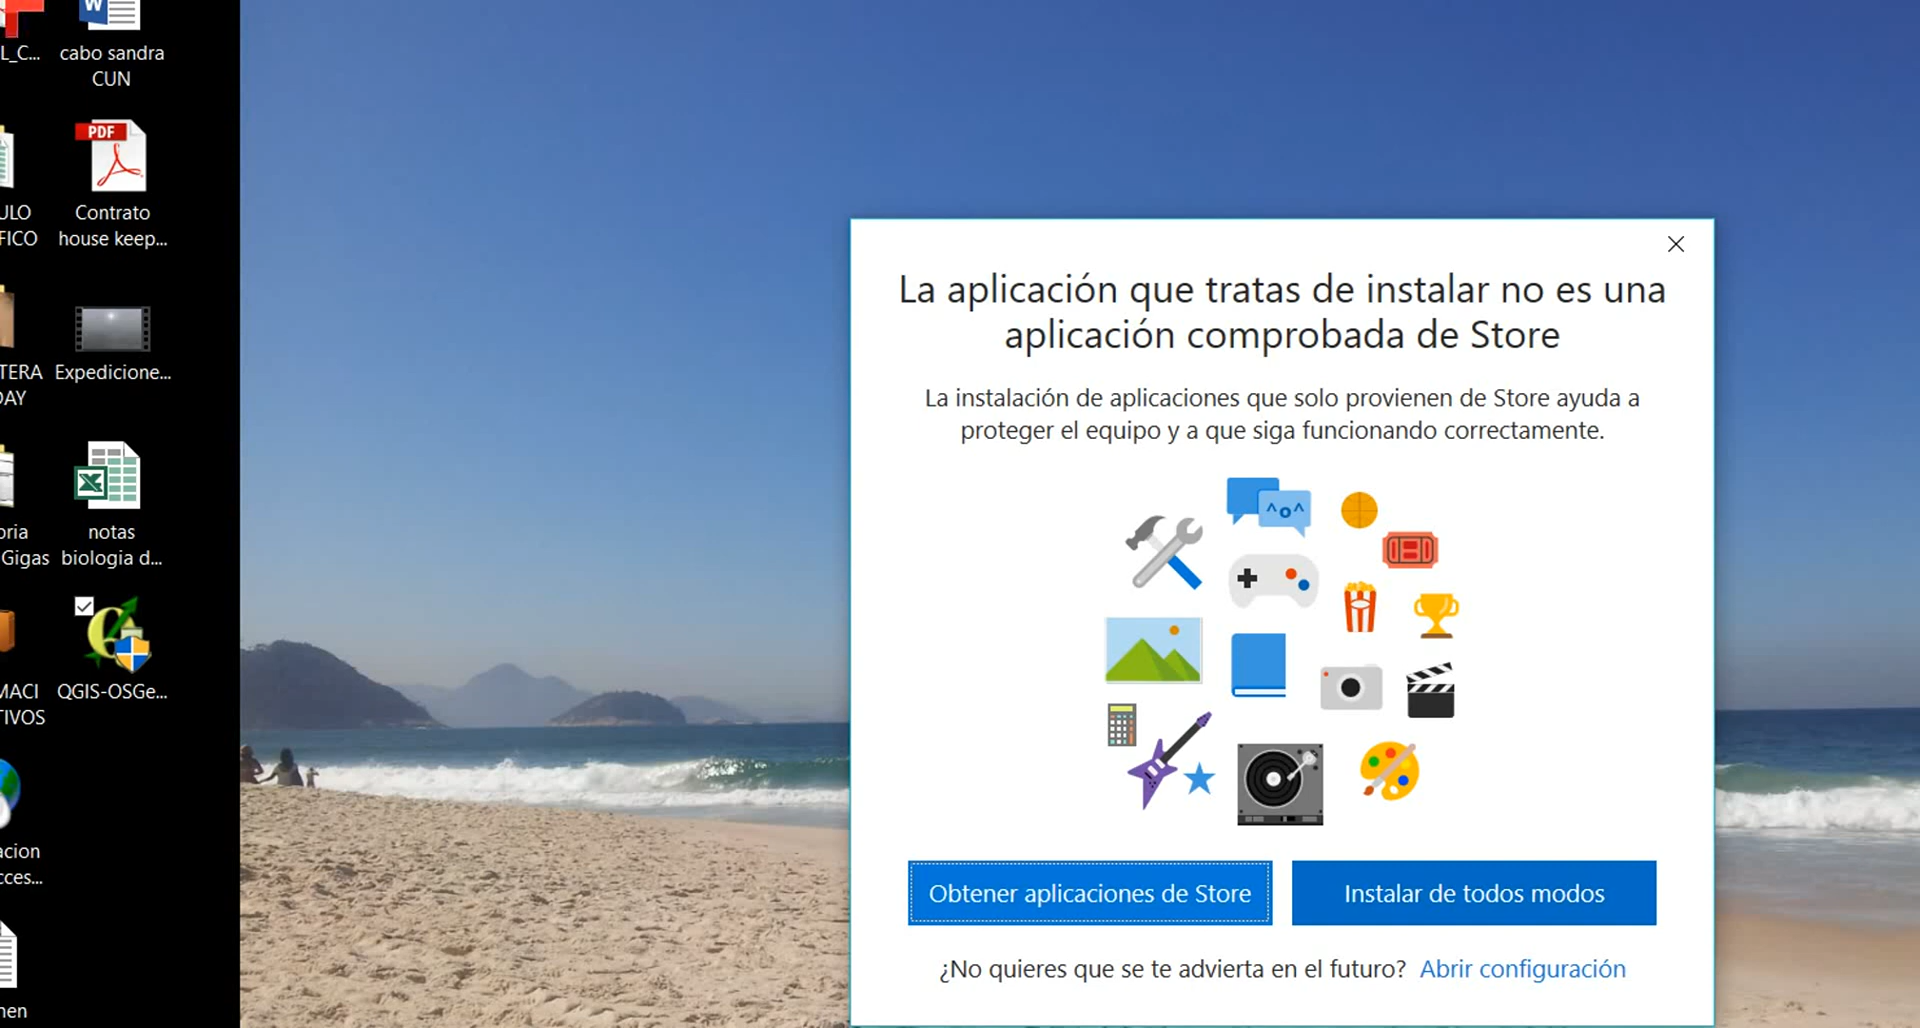 L_C...
cabo sandra
CUN
PDF
ULO
FICO
Contrato
house keep...
TERA
DAY
Expedicione...
oria
Gigas
notas
biologia d...
MACI
TIVOS
QGIS-OSGe...
acion
cces...
nen
La aplicación que tratas de instalar no es una
aplicación comprobada de Store
La instalación de aplicaciones que solo provienen de Store ayuda a
proteger el equipo y a que siga funcionando correctamente.
^o^
Obtener aplicaciones de Store
Instalar de todos modos
¿No quieres que se te advierta en el futuro? Abrir configuración